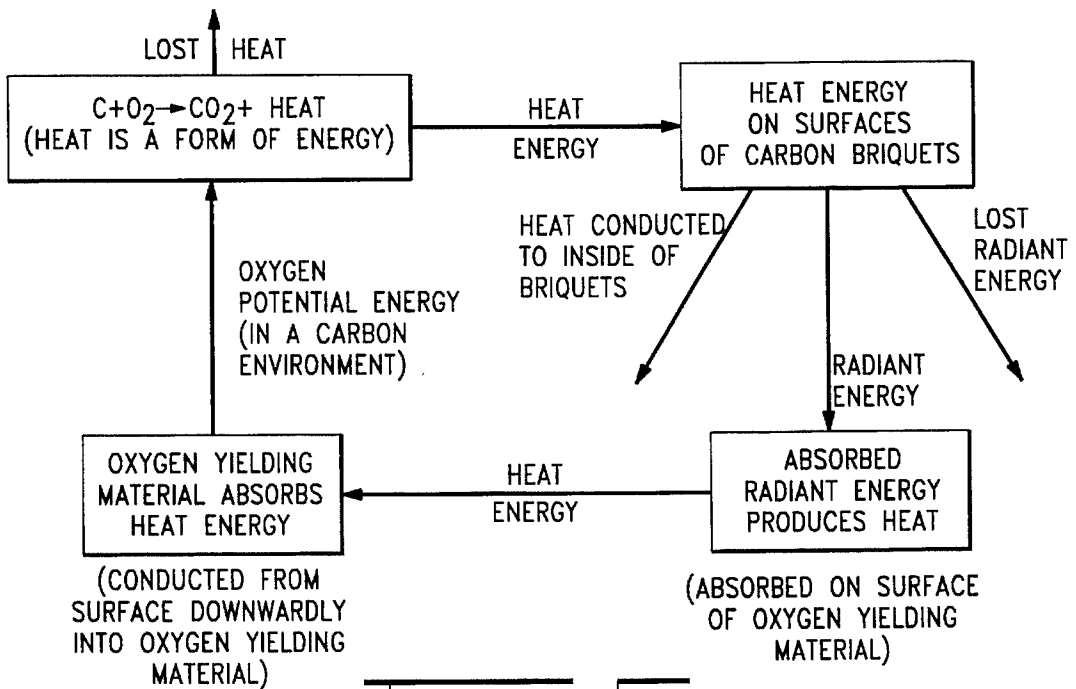 LOST HEAT
C+O2→CO2+ HEAT
(HEAT IS A FORM OF ENERGY)
HEAT
ENERGY
HEAT ENERGY
ON SURFACES
OF CARBON BRIQUETS
HEAT CONDUCTED
TO INSIDE OF
BRIQUETS
LOST
RADIANT
ENERGY
OXYGEN
POTENTIAL ENERGY
(IN A CARBON
ENVIRONMENT)
RADIANT
ENERGY
OXYGEN YIELDING
MATERIAL ABSORBS
HEAT ENERGY
HEAT
ENERGY
ABSORBED
RADIANT ENERGY
PRODUCES HEAT
(CONDUCTED FROM
SURFACE DOWNWARDLY
INTO OXYGEN YIELDING
MATERIAL)
(ABSORBED ON SURFACE
OF OXYGEN YIELDING
MATERIAL)